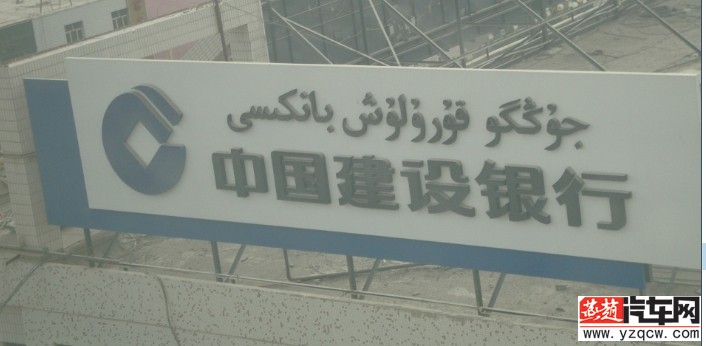 جۇڭگو قۇرۇلۇش بانكىسى
中国建设银行
燕赵汽车网
www.yzqcw.com